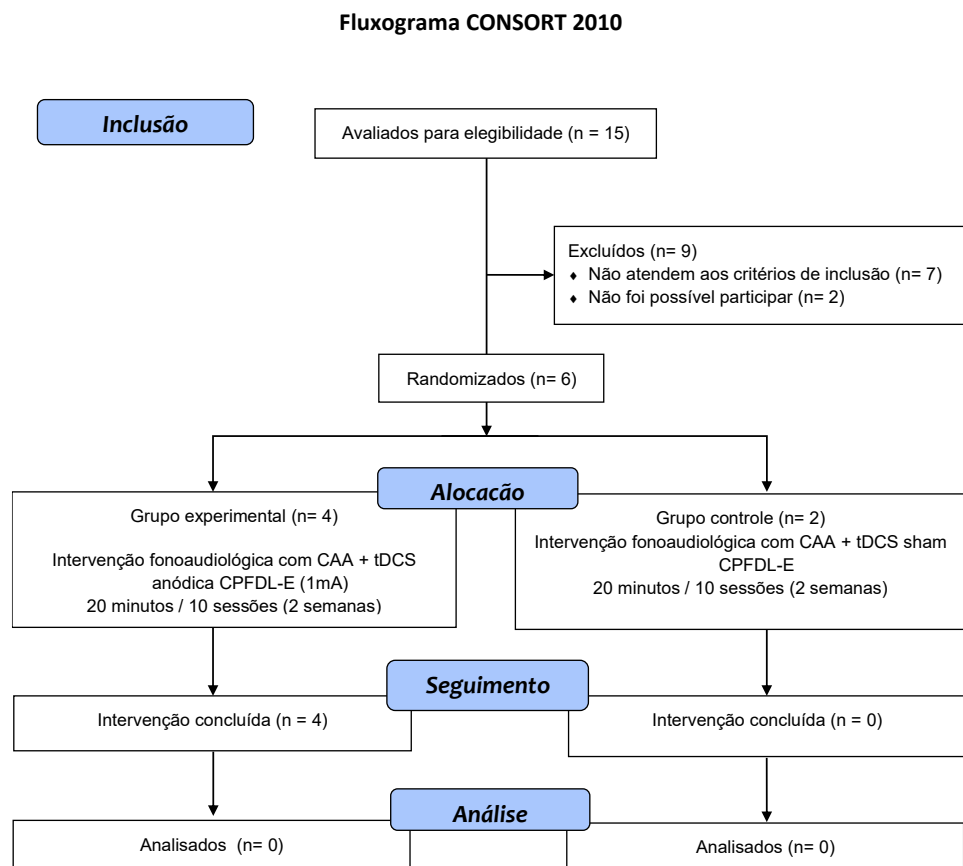 Fluxograma CONSORT 2010
Inclusão
Avaliados para elegibilidade (n = 15)
Excluídos (n= 9)
♦ Não atendem aos critérios de inclusão (n= 7)
♦ Não foi possível participar (n= 2)
Randomizados (n= 6)
Alocação
Grupo experimental (n= 4)
Intervenção fonoaudiológica com CAA + tDCS
anódica CPFDL-E (1mA)
20 minutos / 10 sessões (2 semanas)
Grupo controle (n= 2)
Intervenção fonoaudiológica com CAA + tDCS sham
CPFDL-E
20 minutos / 10 sessões (2 semanas)
Seguimento
Intervenção concluída (n = 4)
Intervenção concluída (n = 0)
Análise
Analisados (n= 0)
Analisados (n= 0)